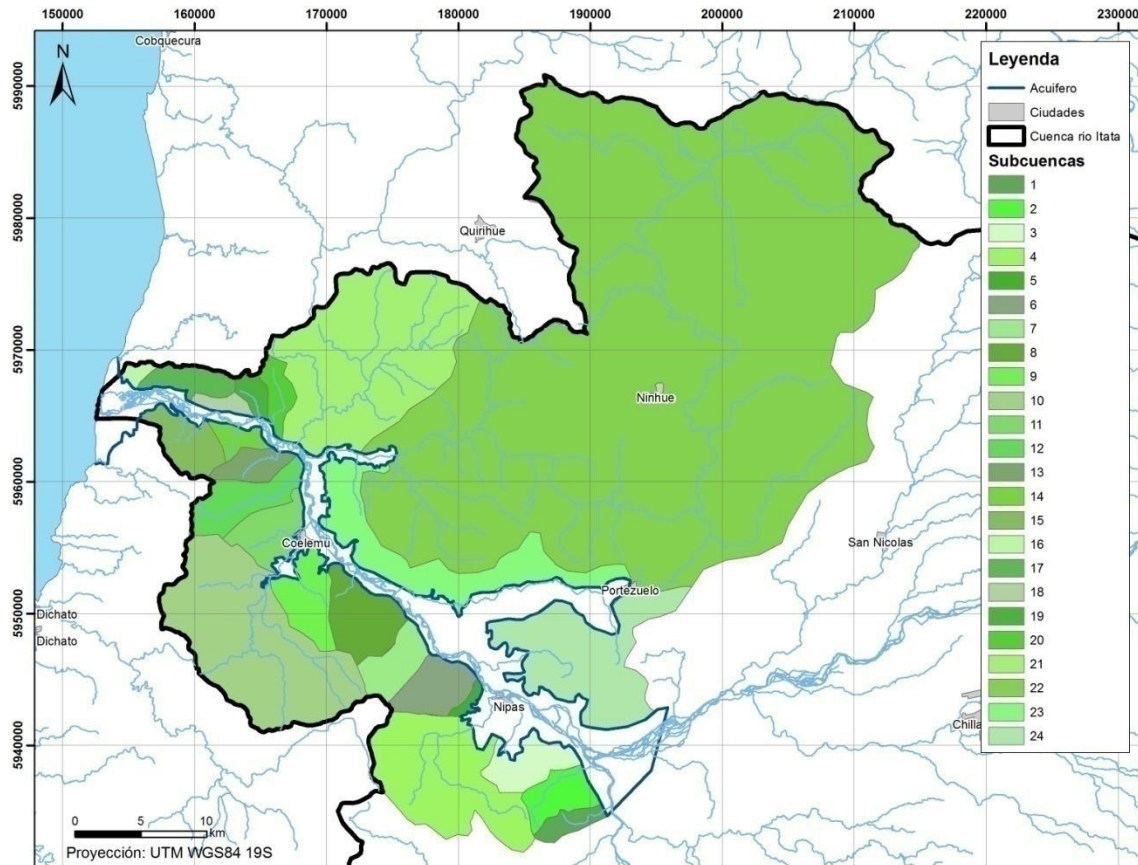 150000 160000 170000 180000 190000 200000 210000 220000 230000
Cobquecura
N
5990000
5980000
5970000
5960000
5950000
5940000
Quirihue
Ninhue
San Nicolas
Coelemu
Portezuelo
Dichato
Dichato
Nipas
Chilla
Leyenda
Acuifero
Ciudades
Cuenca rio Itata
Subcuencas
1
2
3
4
5
6
7
8
9
10
11
12
13
14
15
16
17
18
19
20
21
22
23
24
0 5 10
km
Proyección: UTM WGS84 19S